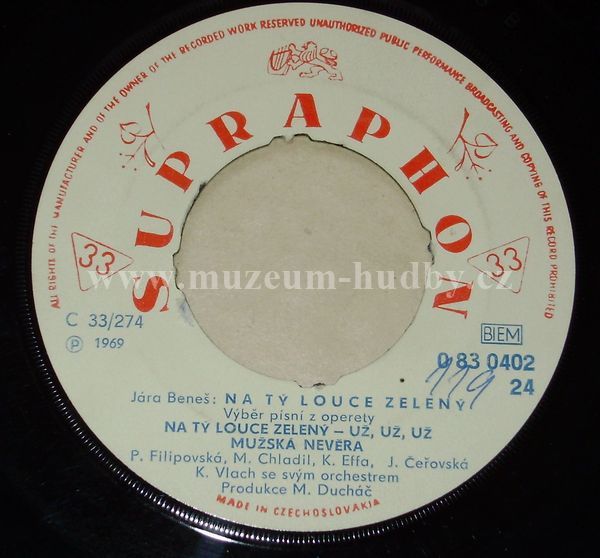 ALL RIGHTS OF THE MANUFACTURER AND OF THE OWNER OF THE RECORDED WORK RESERVED UNAUTHORIZED PUBLIC PERFORMANCE BROADCASTING AND COPYING OF THIS RECORD PROHIBITED
SUPRAPHON
33
33
www.muzeum-hudby.cz
C 33/274
℗ 1969
BIEM
0 83 0402
119
24
Jára Beneš: NA TÝ LOUCE ZELENÝ
Výběr písní z operety
NA TÝ LOUCE ZELENÝ – UŽ, UŽ, UŽ
MUŽSKÁ NEVĚRA
P. Filipovská, M. Chladil, K. Effa, J. Čeřovská
K. Vlach se svým orchestrem
Produkce M. Ducháč
MADE IN CZECHOSLOVAKIA